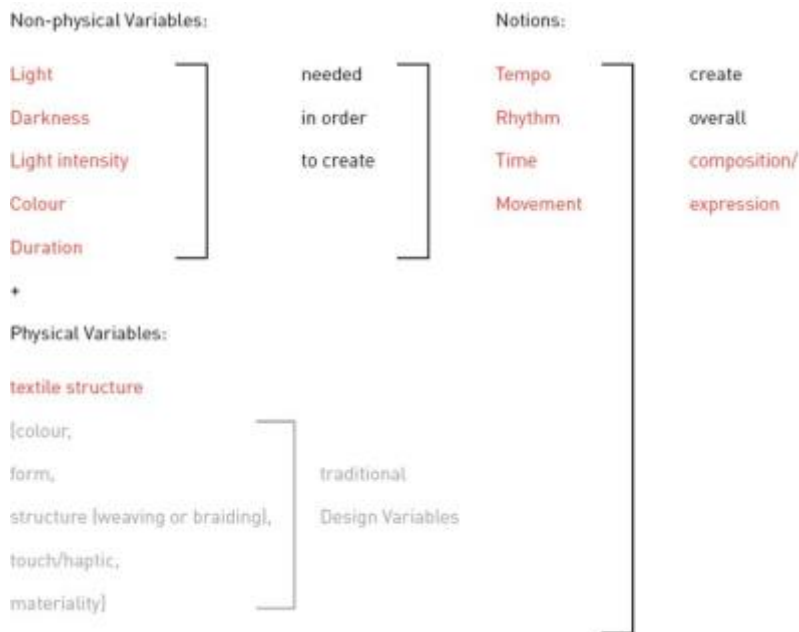 Non-physical Variables:
Light
Darkness
Light intensity
Colour
Duration
needed
in order
to create
Notions:
Tempo
Rhythm
Time
Movement
create
overall
composition/
expression
+
Physical Variables:
textile structure
(colour,
form,
structure (weaving or braiding),
touch/haptic,
materiality)
traditional
Design Variables